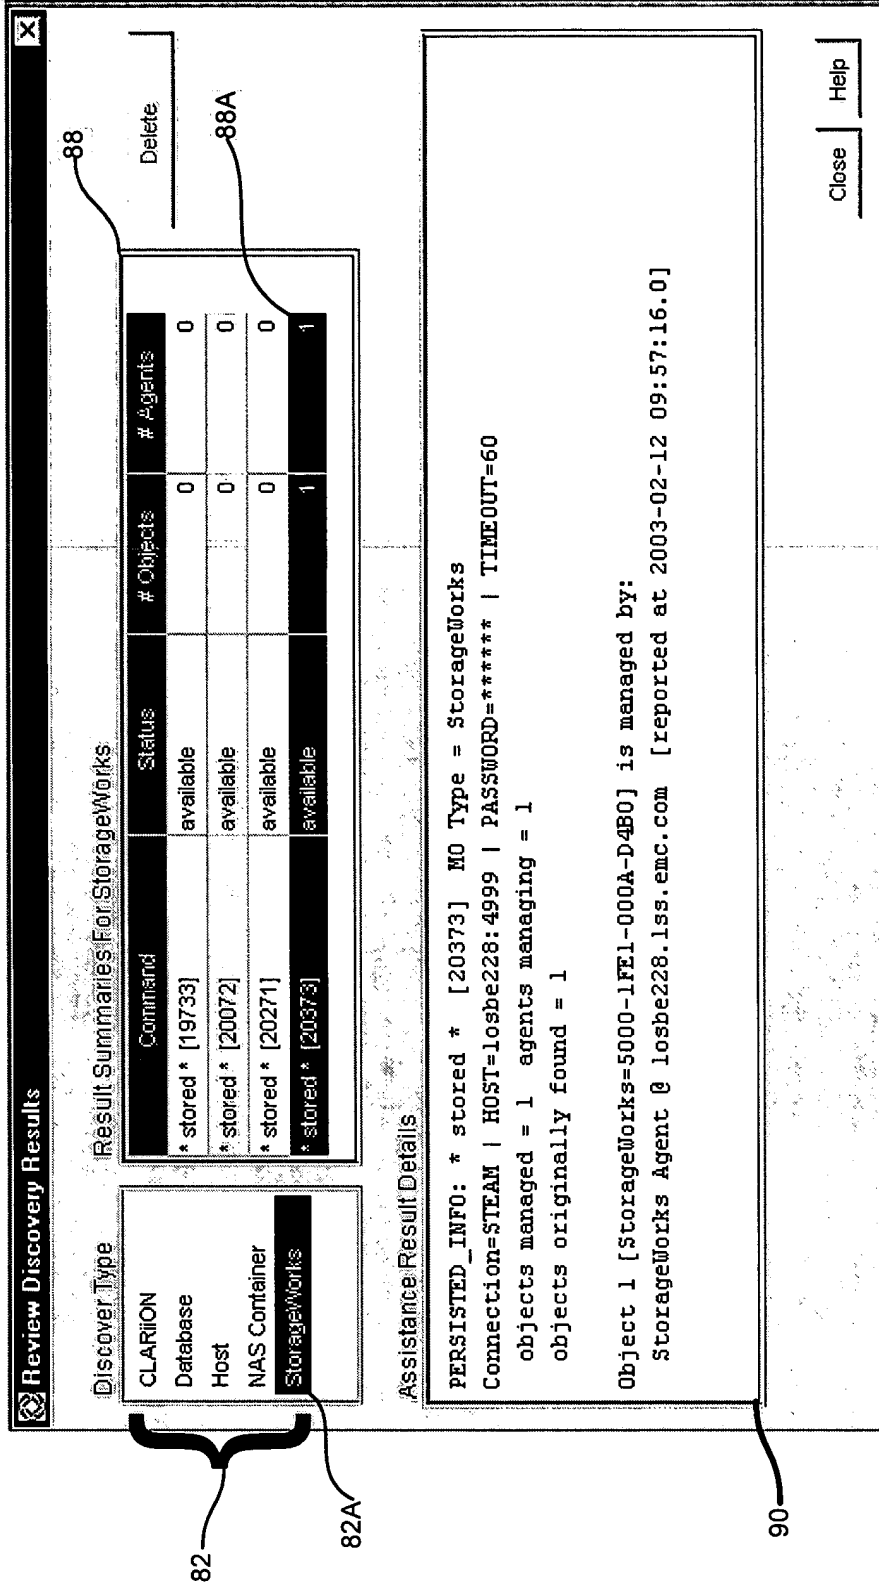 Review Discovery Results
X
Discover Type
CLARiiON
Database
Host
NAS Container
StorageWorks
82
82A
Result Summaries For StorageWorks
Command Status # Objects # Agents
* stored * [19733] available 0 0
* stored * [20072] available 0 0
* stored * [20271] available 0 0
* stored * [20373] available 1 1
88
Delete
88A
Assistance Result Details
PERSISTED_INFO: * stored * [20373] MO Type = StorageWorks
Connection=STEAM | HOST=losbe228:4999 | PASSWORD=****** | TIMEOUT=60
objects managed = 1 agents managing = 1
objects originally found = 1
Object 1 [StorageWorks=5000-1FE1-000A-D4B0] is managed by:
StorageWorks Agent @ losbe228.lss.emc.com [reported at 2003-02-12 09:57:16.0]
90
Close
Help